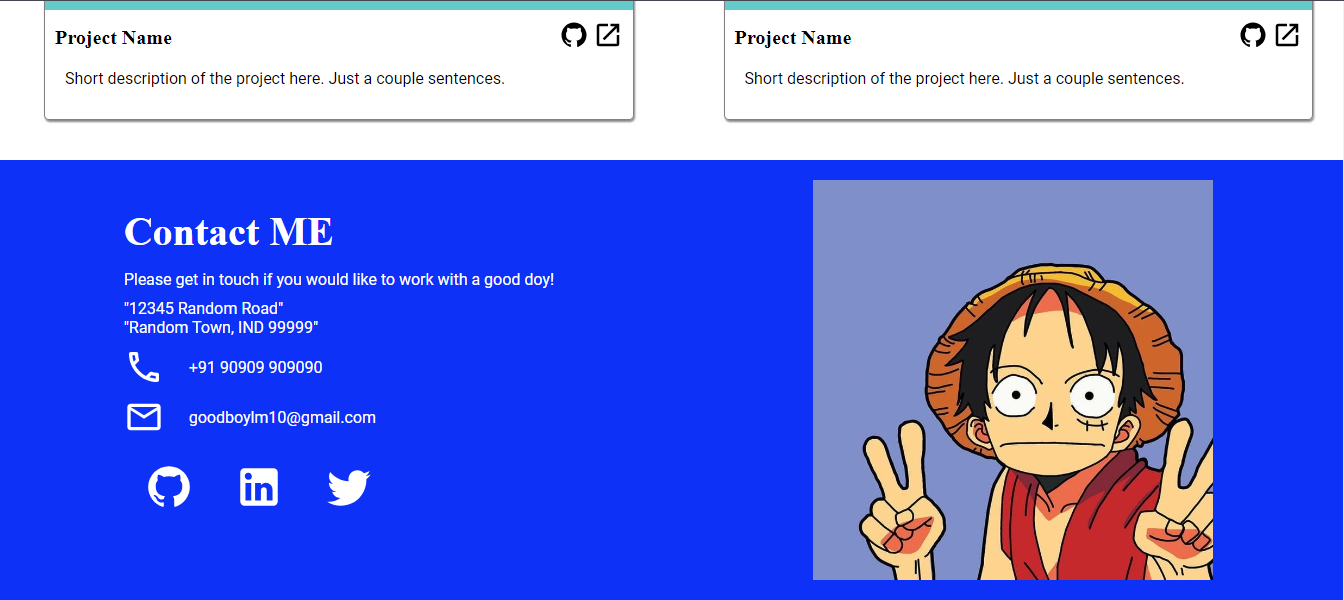 Project Name
Short description of the project here. Just a couple sentences.
Project Name
Short description of the project here. Just a couple sentences.
Contact ME
Please get in touch if you would like to work with a good doy!
"12345 Random Road"
"Random Town, IND 99999"
+91 90909 909090
goodboylm10@gmail.com
in